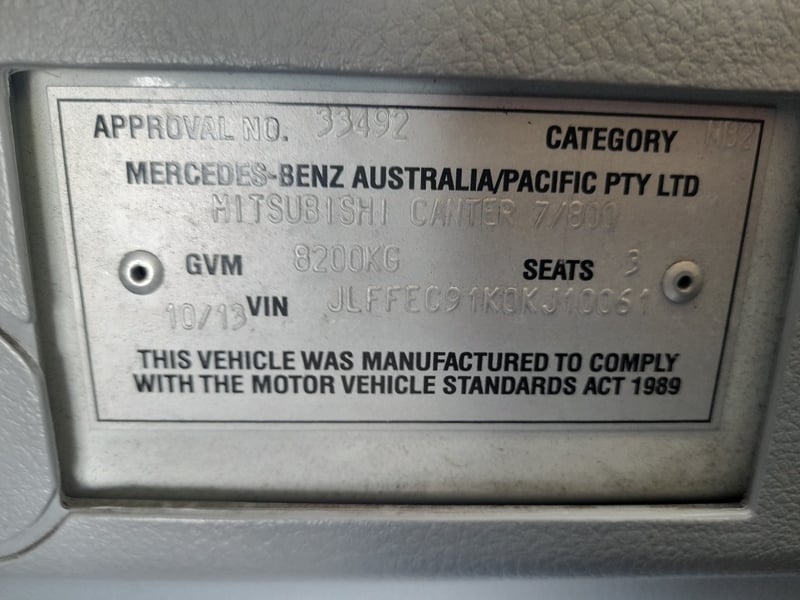 APPROVAL NO. 33492 CATEGORY NB2
MERCEDES-BENZ AUSTRALIA/PACIFIC PTY LTD
MITSUBISHI CANTER 7/800
GVM 8200KG SEATS 3
10/13 VIN JLFFEC91K0KJ10061
THIS VEHICLE WAS MANUFACTURED TO COMPLY
WITH THE MOTOR VEHICLE STANDARDS ACT 1989